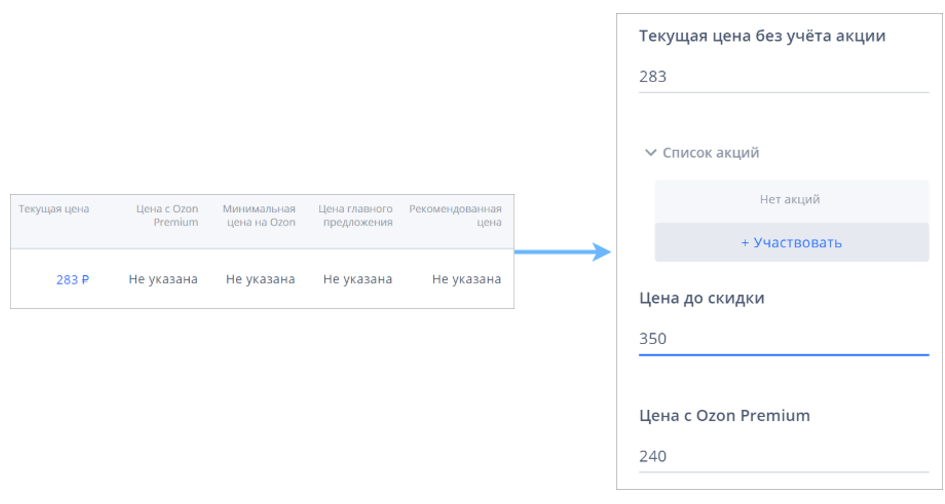 Текущая цена
Цена с Ozon Premium
Минимальная цена на Ozon
Цена главного предложения
Рекомендованная цена
283 ₽
Не указана
Не указана
Не указана
Не указана
Текущая цена без учёта акции
283
Список акций
Нет акций
+ Участвовать
Цена до скидки
350
Цена с Ozon Premium
240